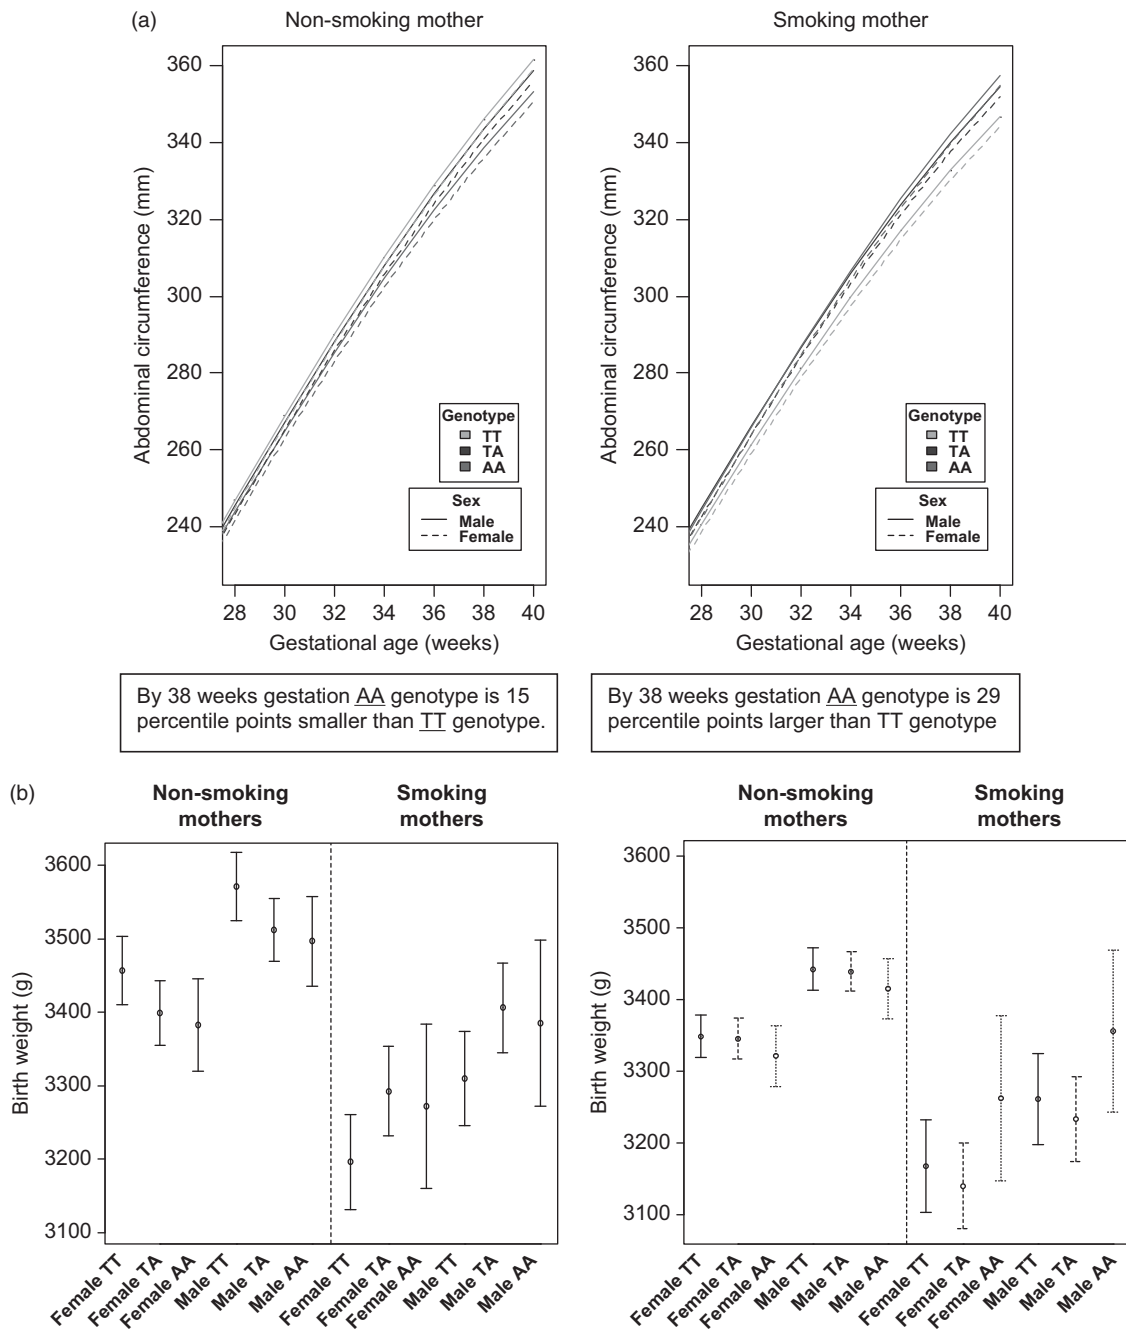 (a)
Non-smoking mother
Abdominal circumference (mm)
360
340
320
300
280
260
240
Genotype
TT
TA
AA
Sex
Male
Female
28 30 32 34 36 38 40
Gestational age (weeks)
Smoking mother
Abdominal circumference (mm)
360
340
320
300
280
260
240
Genotype
TT
TA
AA
Sex
Male
Female
28 30 32 34 36 38 40
Gestational age (weeks)
By 38 weeks gestation AA genotype is 15
percentile points smaller than TT genotype.
By 38 weeks gestation AA genotype is 29
percentile points larger than TT genotype
(b)
Non-smoking
mothers
Smoking
mothers
Birth weight (g)
3600
3500
3400
3300
3200
3100
Female TT
Female TA
Female AA
Male TT
Male TA
Male AA
Female TT
Female TA
Female AA
Male TT
Male TA
Male AA
Non-smoking
mothers
Smoking
mothers
Birth weight (g)
3600
3500
3400
3300
3200
3100
Female TT
Female TA
Female AA
Male TT
Male TA
Male AA
Female TT
Female TA
Female AA
Male TT
Male TA
Male AA